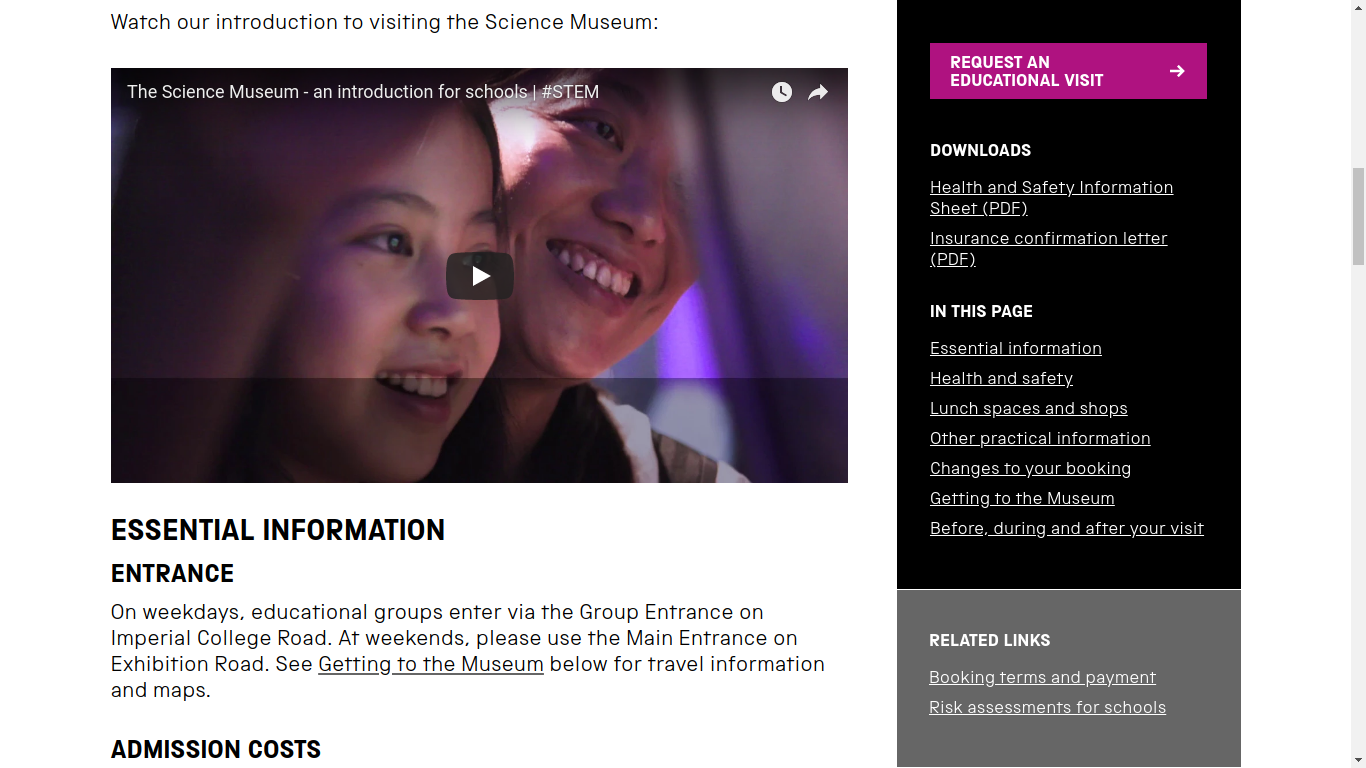 Watch our introduction to visiting the Science Museum:
The Science Museum - an introduction for schools | #STEM
ESSENTIAL INFORMATION
ENTRANCE
On weekdays, educational groups enter via the Group Entrance on
Imperial College Road. At weekends, please use the Main Entrance on
Exhibition Road. See Getting to the Museum below for travel information
and maps.
ADMISSION COSTS
REQUEST AN
EDUCATIONAL VISIT
DOWNLOADS
Health and Safety Information
Sheet (PDF)
Insurance confirmation letter
(PDF)
IN THIS PAGE
Essential information
Health and safety
Lunch spaces and shops
Other practical information
Changes to your booking
Getting to the Museum
Before, during and after your visit
RELATED LINKS
Booking terms and payment
Risk assessments for schools